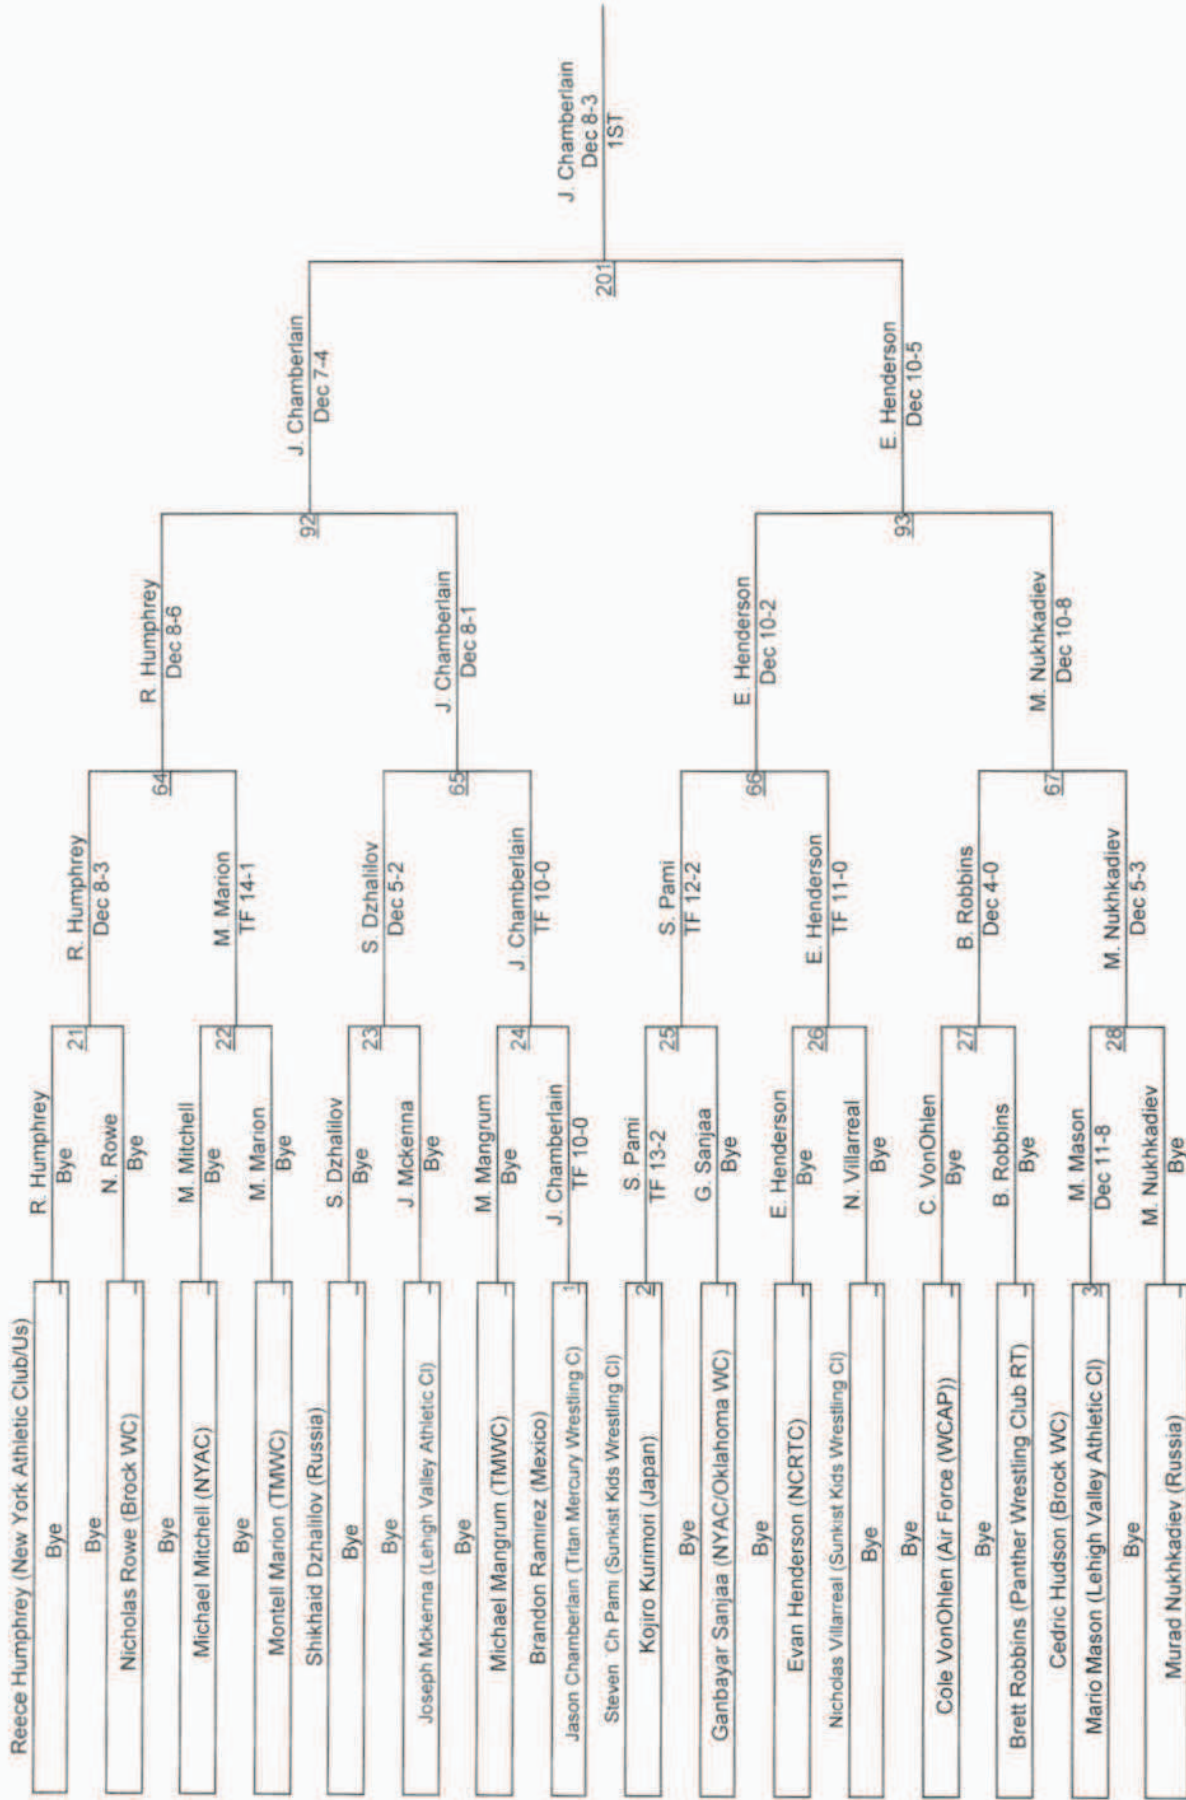 Reece Humphrey (New York Athletic Club/Us)
Bye
Bye
Nicholas Rowe (Brock WC)
Bye
Michael Mitchell (NYAC)
Bye
Montell Marion (TMWC)
Shikhaid Dzhalilov (Russia)
Bye
Bye
Joseph Mckenna (Lehigh Valley Athletic Cl)
Bye
Michael Mangrum (TMWC)
Brandon Ramirez (Mexico)
Jason Chamberlain (Titan Mercury Wrestling C)
Steven Ch Pami (Sunkist Kids Wrestling Cl)
Kojiro Kurimori (Japan)
Bye
Ganbayar Sanjaa (NYAC/Oklahoma WC)
Bye
Evan Henderson (NCRTC)
Nicholas Villarreal (Sunkist Kids Wrestling Cl)
Bye
Bye
Cole VonOhlen (Air Force (WCAP))
Bye
Brett Robbins (Panther Wrestling Club RT)
Cedric Hudson (Brock WC)
Mario Mason (Lehigh Valley Athletic Cl)
Bye
Murad Nukhkadiev (Russia)
1
2
3
R. Humphrey
Bye
N. Rowe
Bye
M. Mitchell
Bye
M. Marion
Bye
S. Dzhalilov
Bye
J. Mckenna
Bye
M. Mangrum
Bye
J. Chamberlain
TF 10-0
S. Pami
TF 13-2
G. Sanjaa
Bye
E. Henderson
Bye
N. Villarreal
Bye
C. VonOhlen
Bye
B. Robbins
Bye
M. Mason
Dec 11-8
M. Nukhkadiev
Bye
21
22
23
24
25
26
27
28
R. Humphrey
Dec 8-3
M. Marion
TF 14-1
S. Dzhalilov
Dec 5-2
J. Chamberlain
TF 10-0
S. Pami
TF 12-2
E. Henderson
TF 11-0
B. Robbins
Dec 4-0
M. Nukhkadiev
Dec 5-3
64
65
66
67
R. Humphrey
Dec 8-6
J. Chamberlain
Dec 8-1
E. Henderson
Dec 10-2
M. Nukhkadiev
Dec 10-8
92
93
J. Chamberlain
Dec 7-4
E. Henderson
Dec 10-5
201
J. Chamberlain
Dec 8-3
1ST